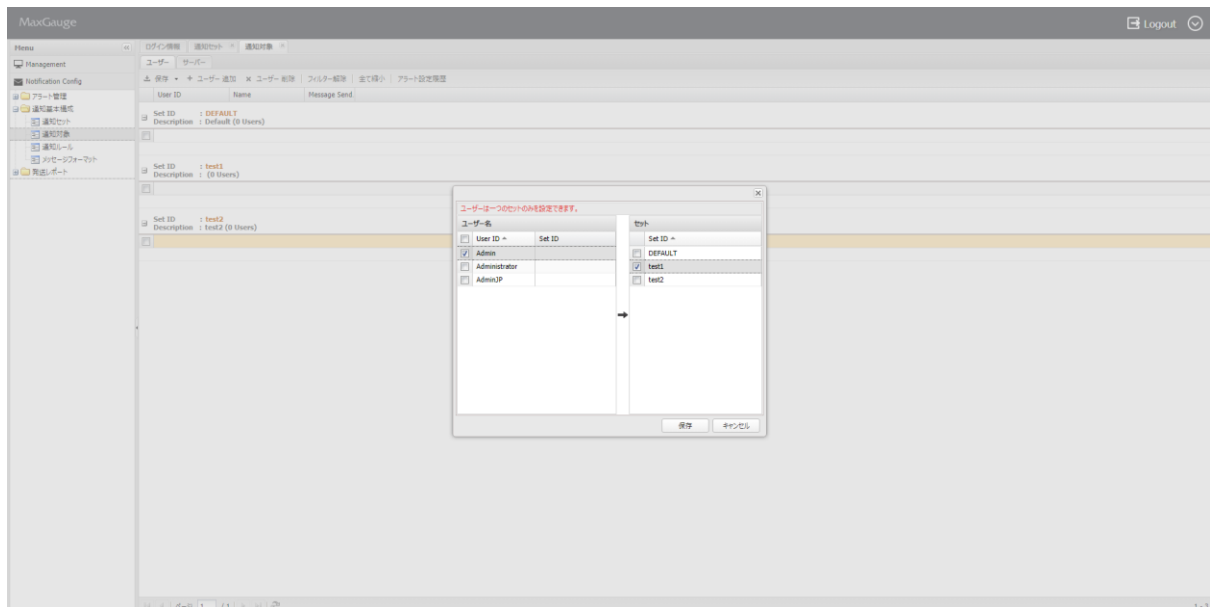 MaxGauge
Logout
Menu
ログイン情報 通知セット 通知対象
Management
ユーザー サーバー
Notification Config
保存 ユーザー 追加 ユーザー 削除 フィルター解除 全て縮小 アラート設定履歴
アラート管理
User ID Name Message Send
通知基本構成
通知セット
通知対象
通知ルール
メッセージフォーマット
発送レポート
Set ID : DEFAULT
Description : Default (0 Users)
Set ID : test1
Description : (0 Users)
Set ID : test2
Description : test2 (0 Users)
ユーザーは一つのセットのみを設定できます。
ユーザー名 セット
User ID Set ID Set ID
Admin DEFAULT
Administrator test1
AdminJP test2
保存 キャンセル
ページ 1 / 1